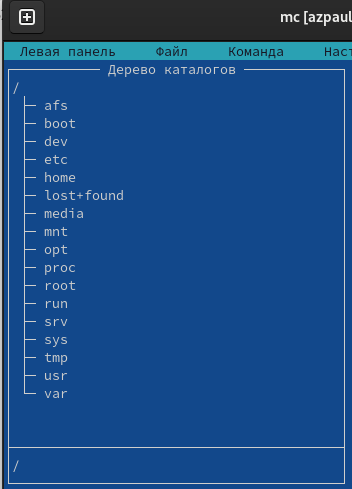 mc [azpaul
Левая панель Файл Команда Наст
Дерево каталогов
/
afs
boot
dev
etc
home
lost+found
media
mnt
opt
proc
root
run
srv
sys
tmp
usr
var
/